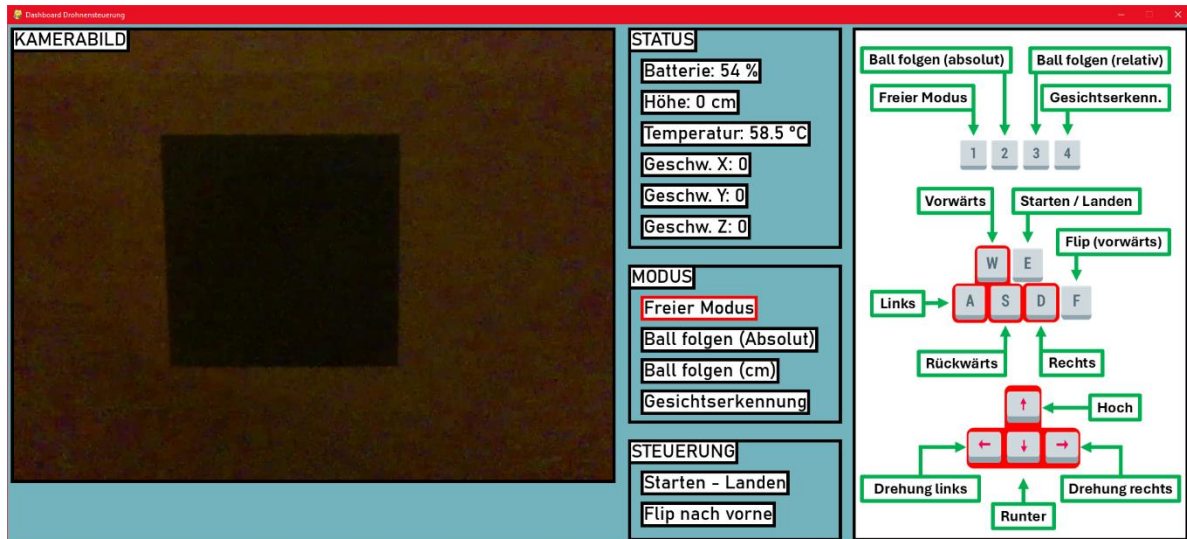 Dashboard Drohnensteuerung
KAMERABILD
STATUS
Batterie: 54 %
Höhe: 0 cm
Temperatur: 58.5 °C
Geschw. X: 0
Geschw. Y: 0
Geschw. Z: 0
MODUS
Freier Modus
Ball folgen (Absolut)
Ball folgen (cm)
Gesichtserkennung
STEUERUNG
Starten - Landen
Flip nach vorne
Ball folgen (absolut)
Ball folgen (relativ)
Freier Modus
Gesichtserkenn.
1 2 3 4
Vorwärts
Starten / Landen
Flip (vorwärts)
W E
Links
A S D F
Rückwärts
Rechts
↑
Hoch
← ↓ →
Drehung links
Drehung rechts
Runter